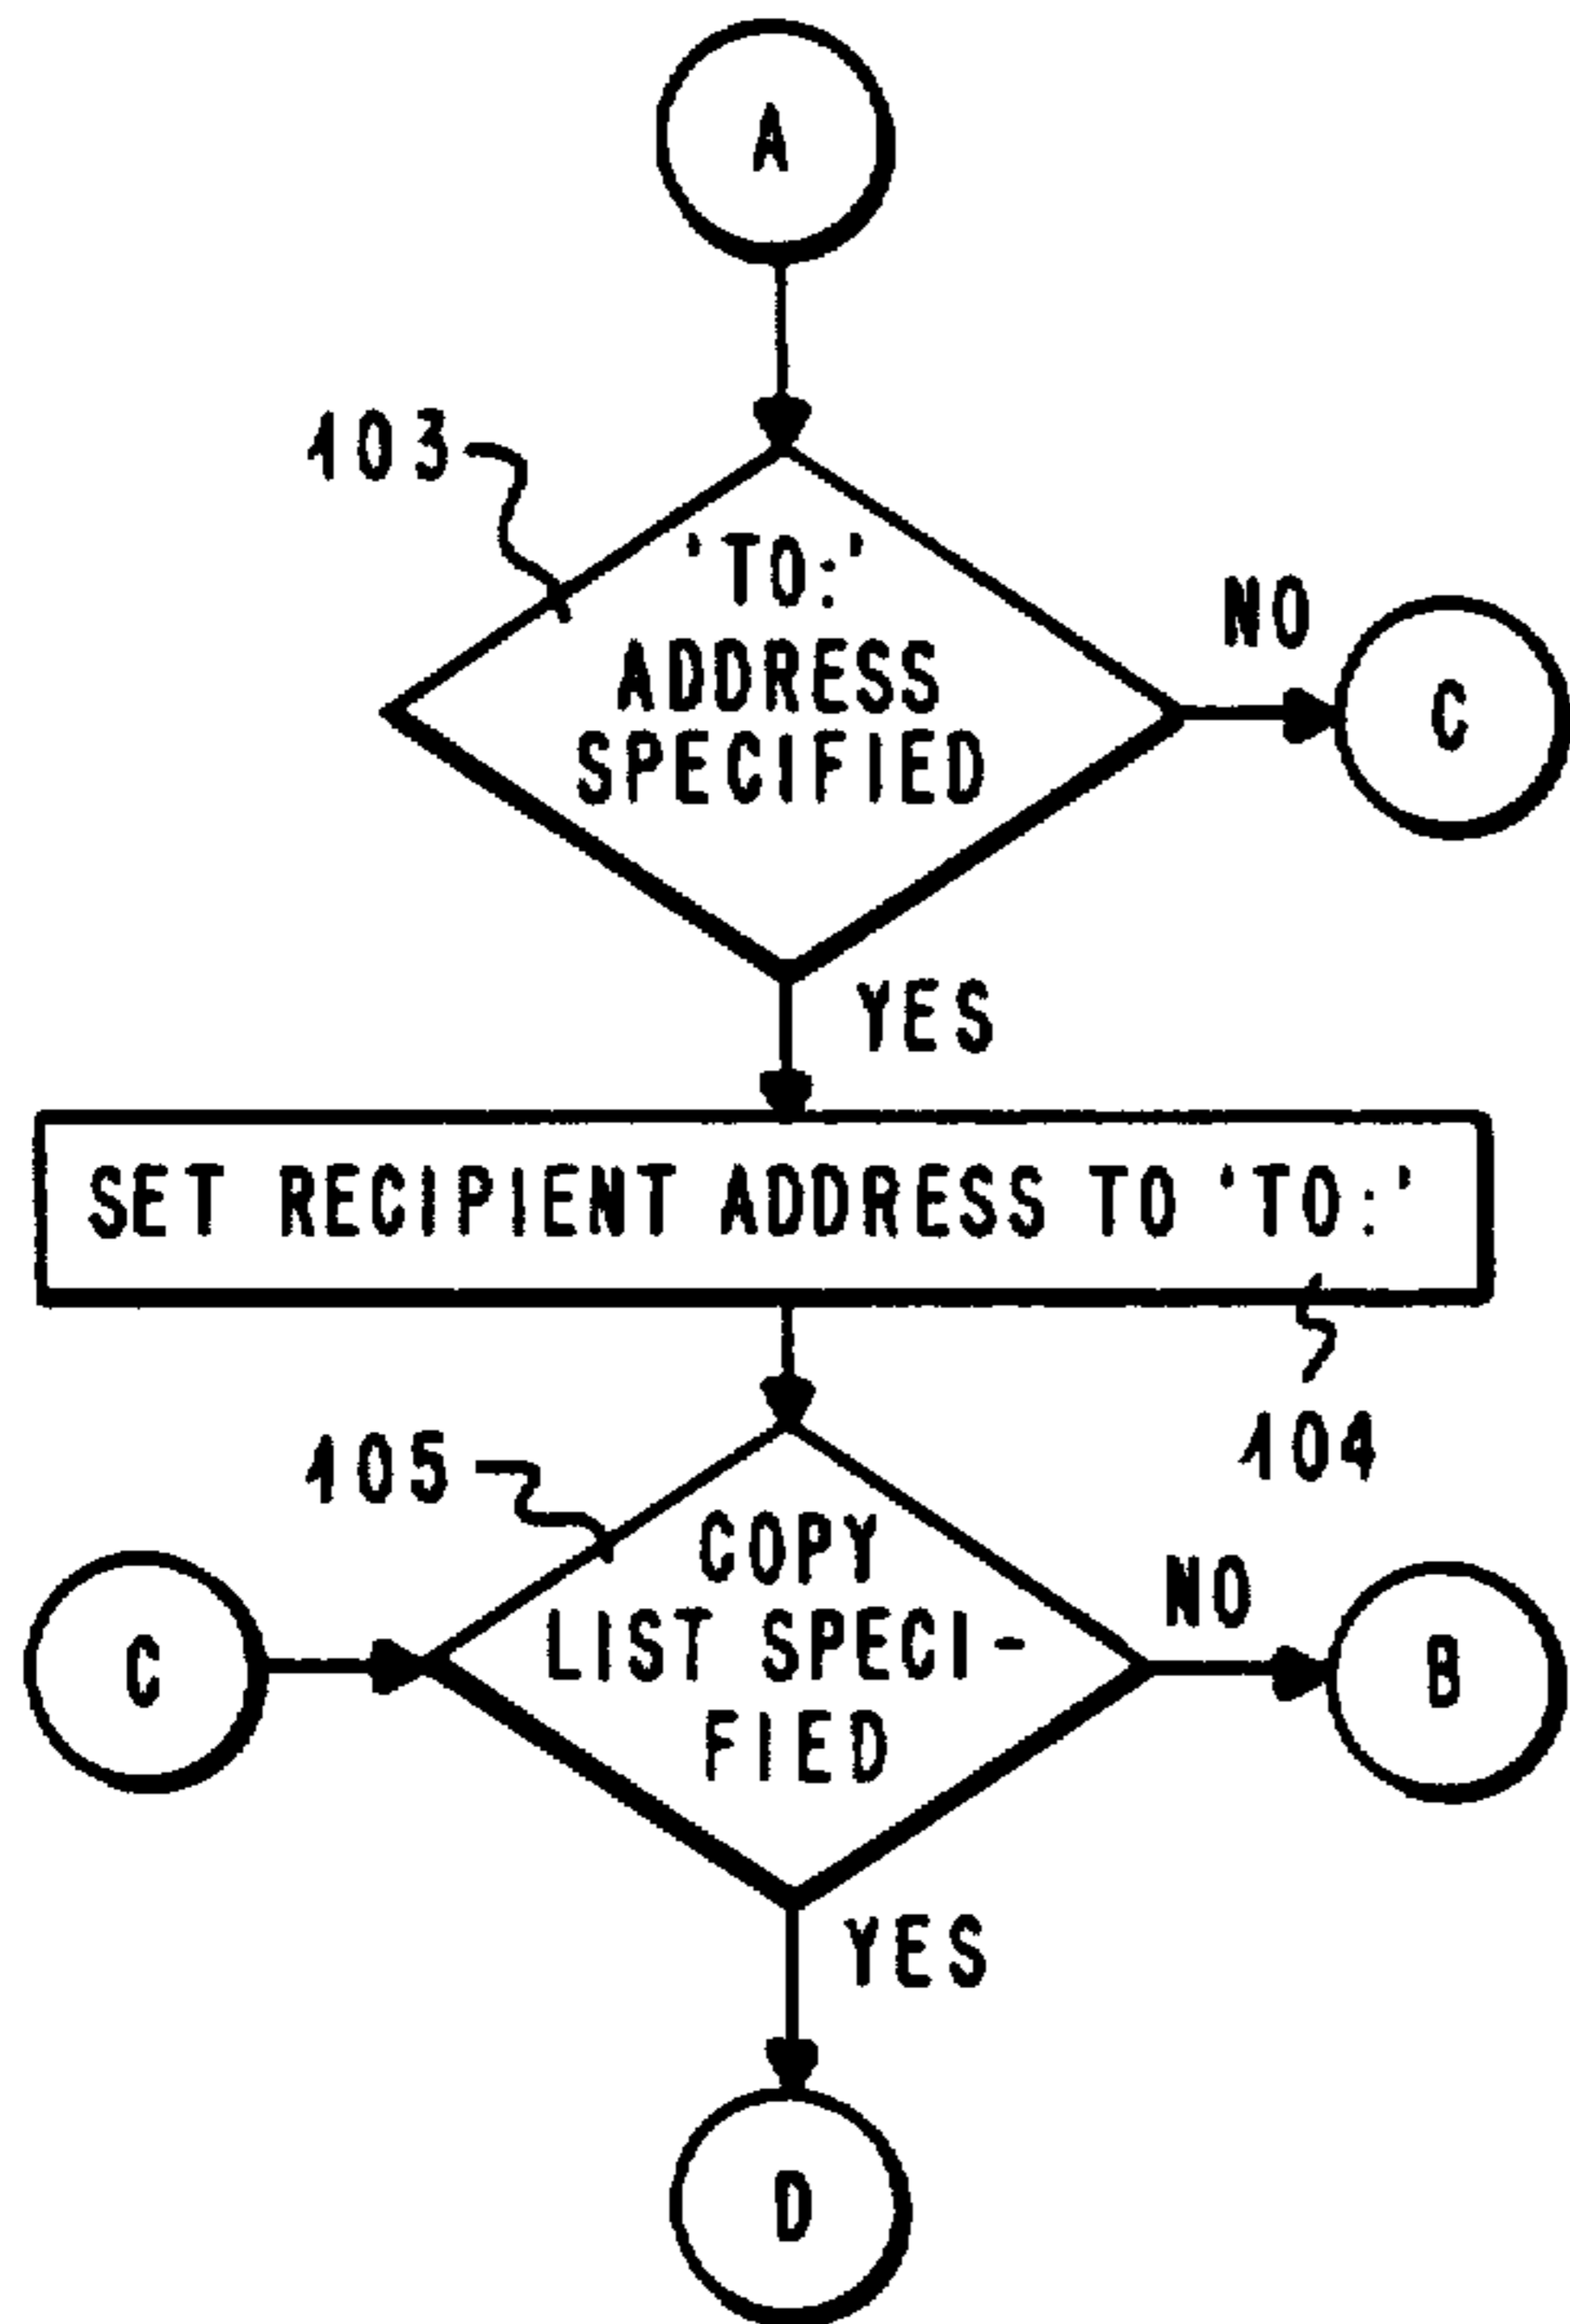 A
103
'TO:'
ADDRESS
SPECIFIED
NO
C
YES
SET RECIPIENT ADDRESS TO 'TO:'
104
105
COPY
LIST SPECI-
FIED
C
NO
B
YES
D